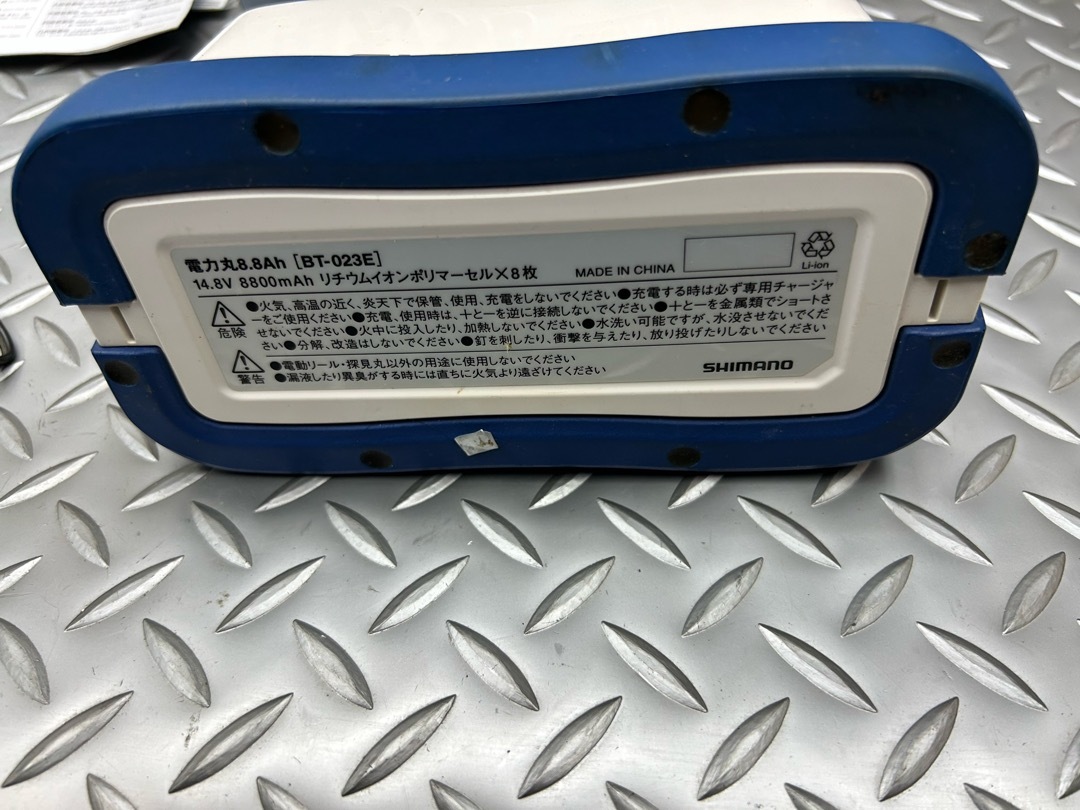 電力丸8.8Ah [BT-023E]
14.8V 8800mAh リチウムイオンポリマーセル×8枚 MADE IN CHINA
Li-ion
危険
●火気、高温の近く、炎天下で保管、使用、充電をしないでください●充電する時は必ず専用チャージャ
ーをご使用ください●充電、使用時は、＋と－を逆に接続しないでください●＋と－を金属類でショートさ
せないでください●火中に投入したり、加熱しないでください●水洗い可能ですが、水没させないでくだ
さい●分解、改造はしないでください●釘を刺したり、衝撃を与えたり、放り投げたりしないでください
警告
●電動リール・探見丸以外の用途に使用しないでください
●漏液したり異臭がする時には直ちに火気より遠ざけてください
SHIMANO